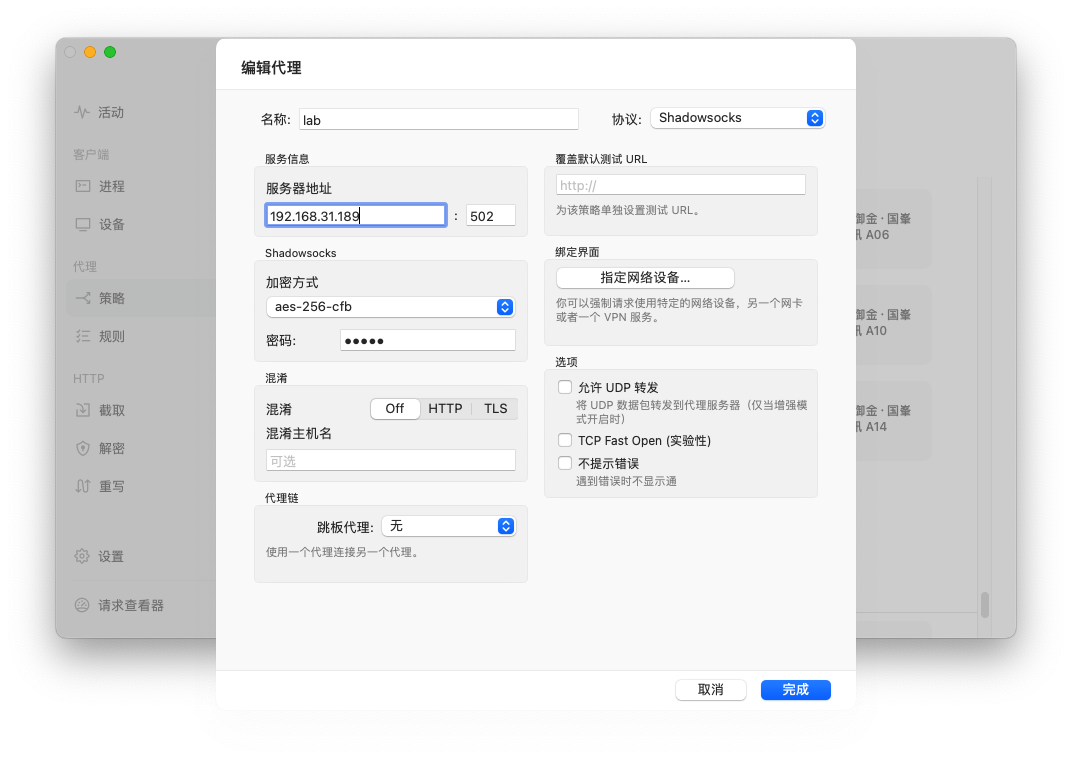 编辑代理
名称:
lab
协议:
Shadowsocks
活动
客户端
进程
设备
代理
策略
规则
HTTP
截取
解密
重写
设置
请求查看器
服务信息
服务器地址
192.168.31.189 : 502
Shadowsocks
加密方式
aes-256-cfb
密码: ●●●●●
混淆
混淆 Off HTTP TLS
混淆主机名
可选
代理链
跳板代理: 无
使用一个代理连接另一个代理。
覆盖默认测试 URL
http://
为该策略单独设置测试 URL。
绑定界面
指定网络设备...
你可以强制请求使用特定的网络设备，另一个网卡
或者一个 VPN 服务。
选项
允许 UDP 转发
将 UDP 数据包转发到代理服务器（仅当增强模
式开启时）
TCP Fast Open (实验性)
不提示错误
遇到错误时不显示通
御金 · 国峯
A06
御金 · 国峯
A10
御金 · 国峯
A14
取消
完成